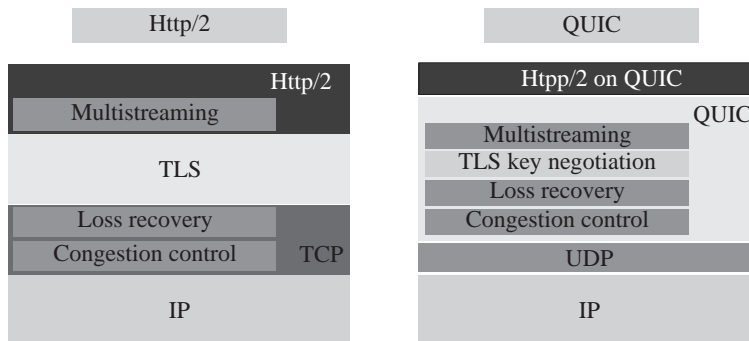 Http/2
Http/2
Multistreaming
TLS
Loss recovery
Congestion control
TCP
IP
QUIC
Htpp/2 on QUIC
QUIC
Multistreaming
TLS key negotiation
Loss recovery
Congestion control
UDP
IP